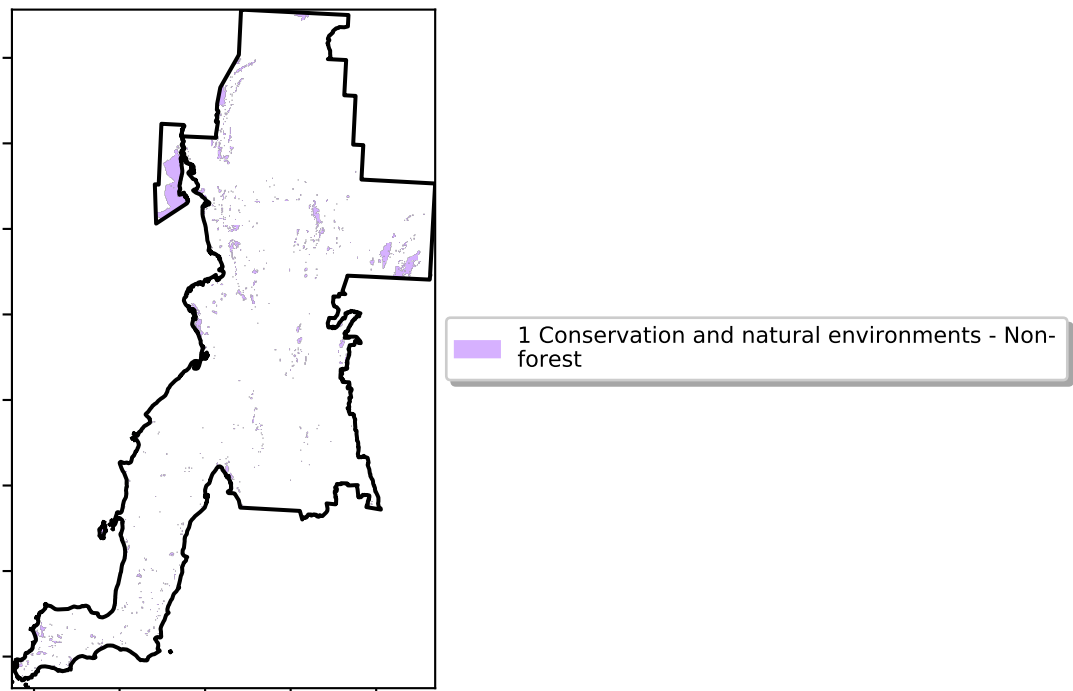 1 Conservation and natural environments - Non-
forest